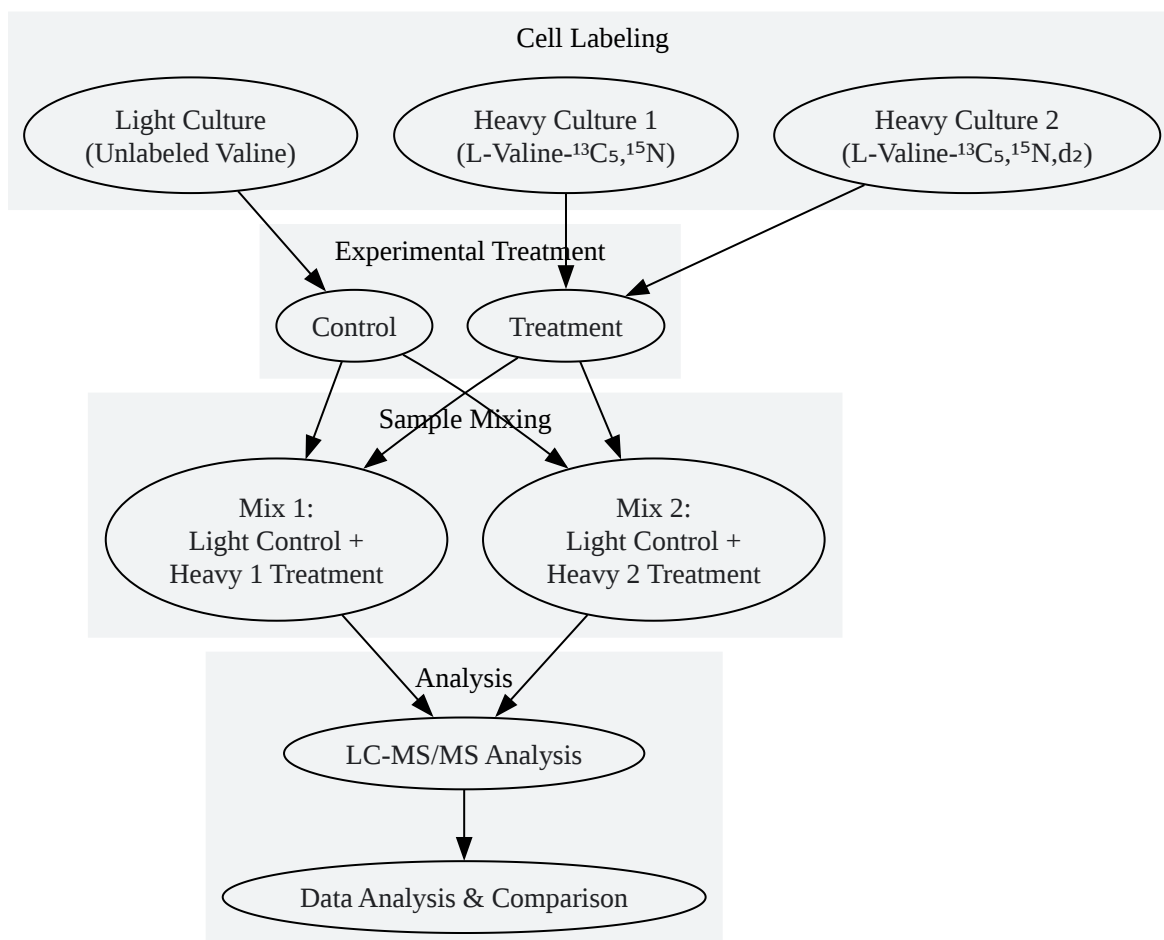 Cell Labeling
Light Culture
(Unlabeled Valine)
Heavy Culture 1
(L-Valine-¹³C₅,¹⁵N)
Heavy Culture 2
(L-Valine-¹³C₅,¹⁵N,d₂)
Experimental Treatment
Control
Treatment
Sample Mixing
Mix 1:
Light Control +
Heavy 1 Treatment
Mix 2:
Light Control +
Heavy 2 Treatment
Analysis
LC-MS/MS Analysis
Data Analysis & Comparison